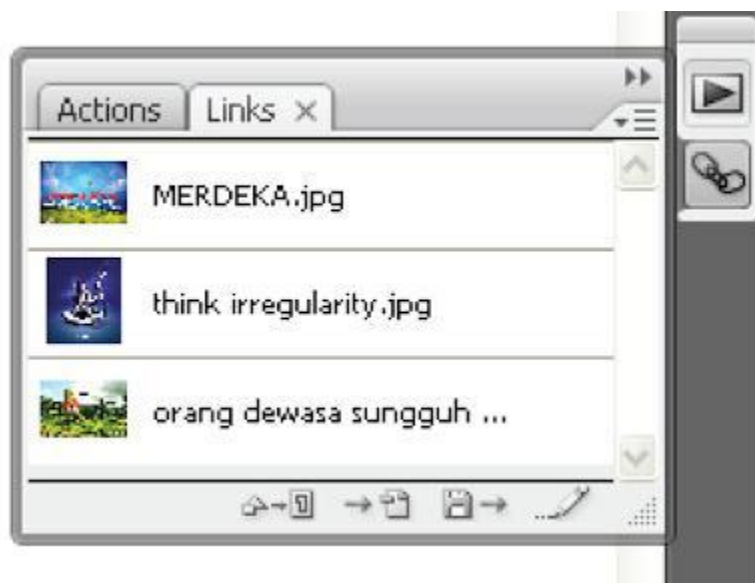 Actions Links
MERDEKA.jpg
think irregularity.jpg
orang dewasa sungguh ...